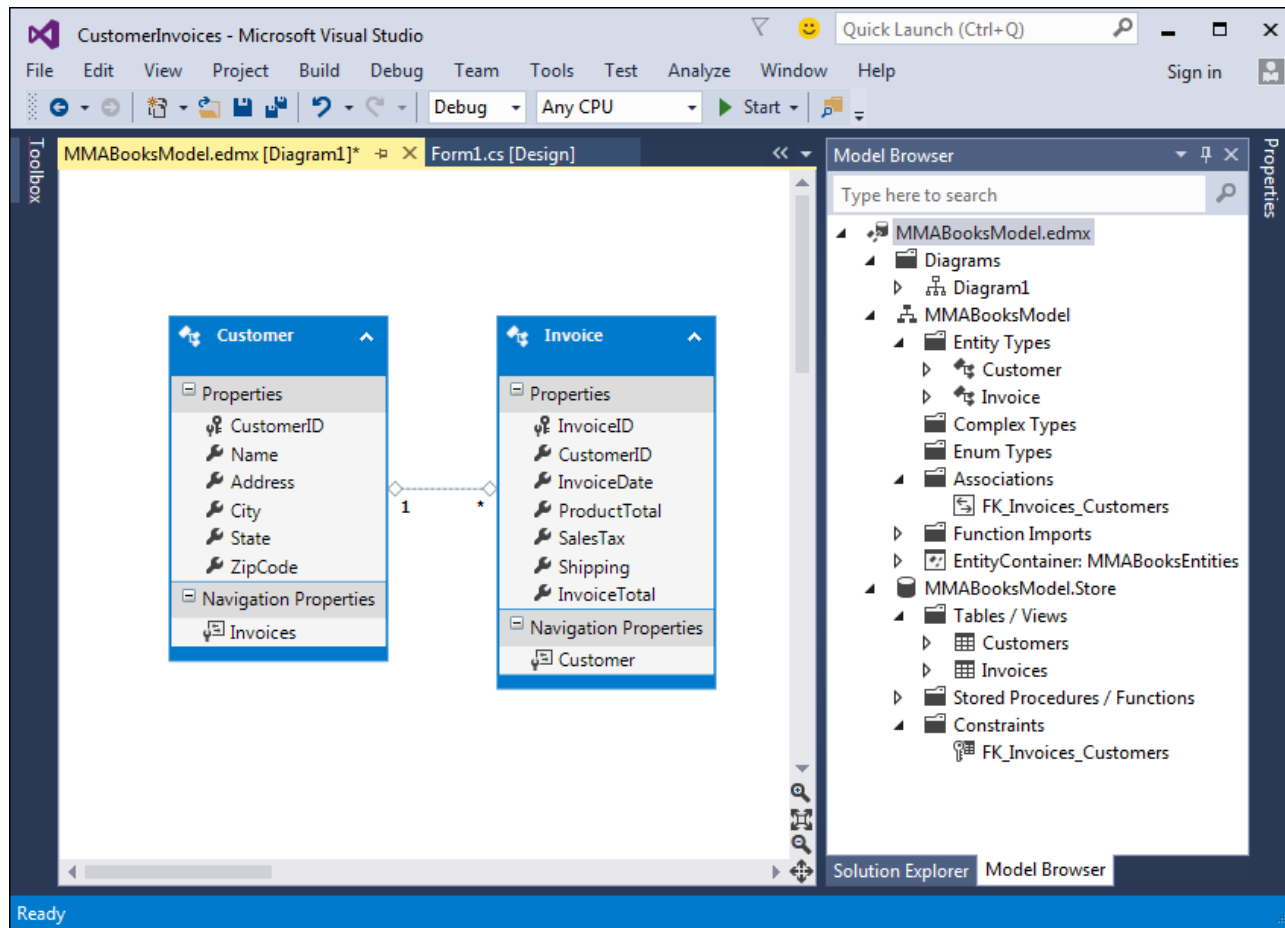 CustomerInvoices - Microsoft Visual Studio
Quick Launch (Ctrl+Q)
File Edit View Project Build Debug Team Tools Test Analyze Window Help
Sign in
Debug
Any CPU
Start
Toolbox
MMABooksModel.edmx [Diagram1]*
Form1.cs [Design]
Customer
Properties
CustomerID
Name
Address
City
State
ZipCode
Navigation Properties
Invoices
1
*
Invoice
Properties
InvoiceID
CustomerID
InvoiceDate
ProductTotal
SalesTax
Shipping
InvoiceTotal
Navigation Properties
Customer
Model Browser
Type here to search
MMABooksModel.edmx
Diagrams
Diagram1
MMABooksModel
Entity Types
Customer
Invoice
Complex Types
Enum Types
Associations
FK_Invoices_Customers
Function Imports
EntityContainer: MMABooksEntities
MMABooksModel.Store
Tables / Views
Customers
Invoices
Stored Procedures / Functions
Constraints
FK_Invoices_Customers
Solution Explorer
Model Browser
Properties
Ready